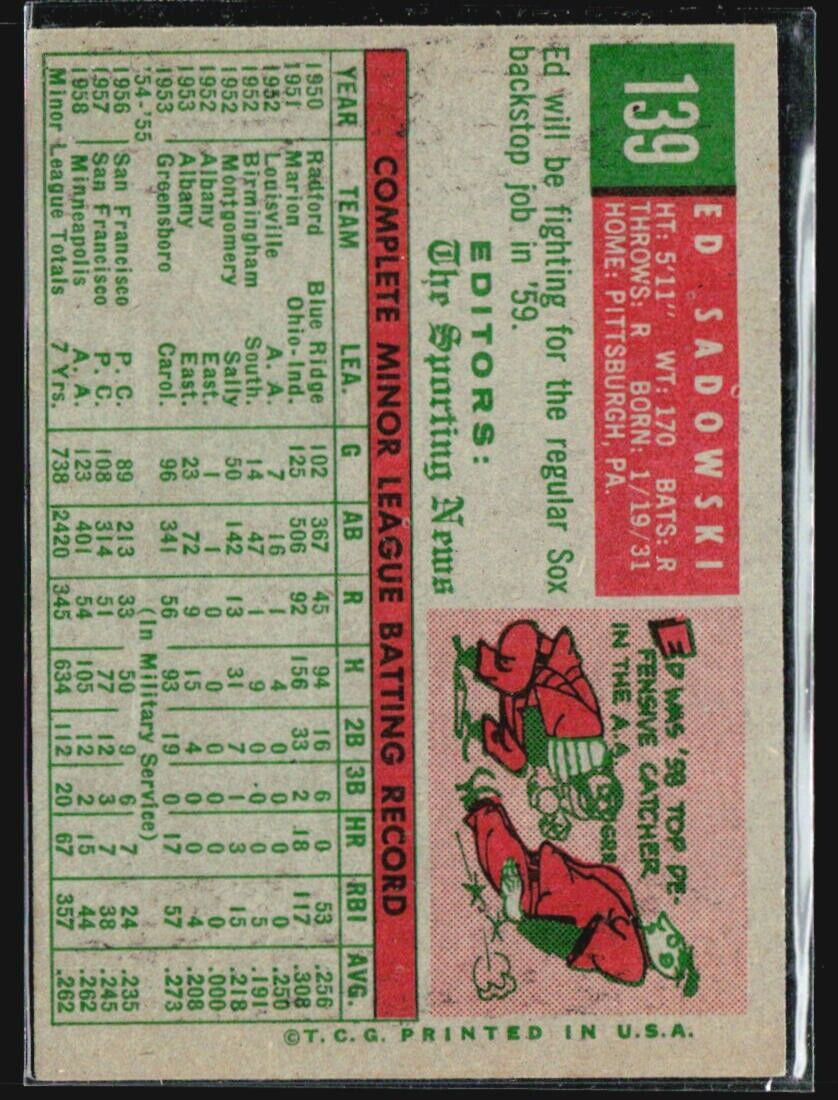 139
ED SADOWSKI
HT: 5'11" WT: 170 BATS: R
THROWS: R BORN: 1/19/31
HOME: PITTSBURGH, PA.
Ed will be fighting for the regular Sox
backstop job in '59.
EDITORS:
The Sporting News
ED WAS '58 TOP DE-
FENSIVE CATCHER
IN THE A.A.
GRR
COMPLETE MINOR LEAGUE BATTING RECORD
YEAR TEAM LEA. G AB R H 2B 3B HR RBI AVG.
1950 Radford Blue Ridge 102 367 45 94 16 6 0 53 .256
1951 Marion Ohio-Ind. 125 506 92 156 33 2 18 117 .308
1952 Louisville A. A. 7 16 1 4 0 0 0 0 .250
1952 Birmingham South. 14 47 1 9 0 0 0 5 .191
1952 Montgomery Sally 50 142 13 31 7 1 3 15 .218
1952 Albany East. 1 1 0 0 0 0 0 0 .000
1953 Albany East. 23 72 9 15 4 0 0 4 .208
1953 Greensboro Carol. 96 341 56 93 19 0 17 57 .273
'54-'55 (In Military Service)
1956 San Francisco P. C. 89 213 33 50 9 6 7 24 .235
1957 San Francisco P. C. 108 314 51 77 12 3 7 38 .245
1958 Minneapolis A. A. 123 401 54 105 12 2 15 44 .262
Minor League Totals 7 Yrs. 738 2420 345 634 112 20 67 357 .262
©T. C. G. PRINTED IN U.S.A.